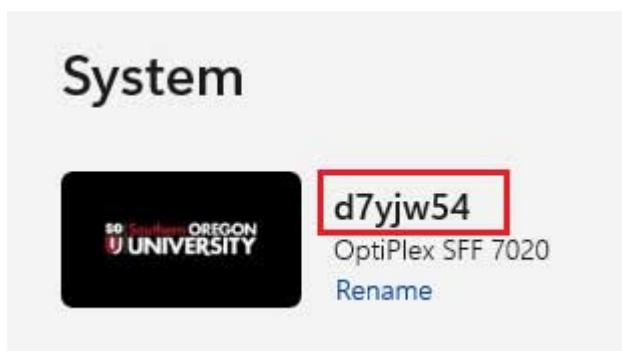 System
SO Southern OREGON
U UNIVERSITY
d7yjw54
OptiPlex SFF 7020
Rename